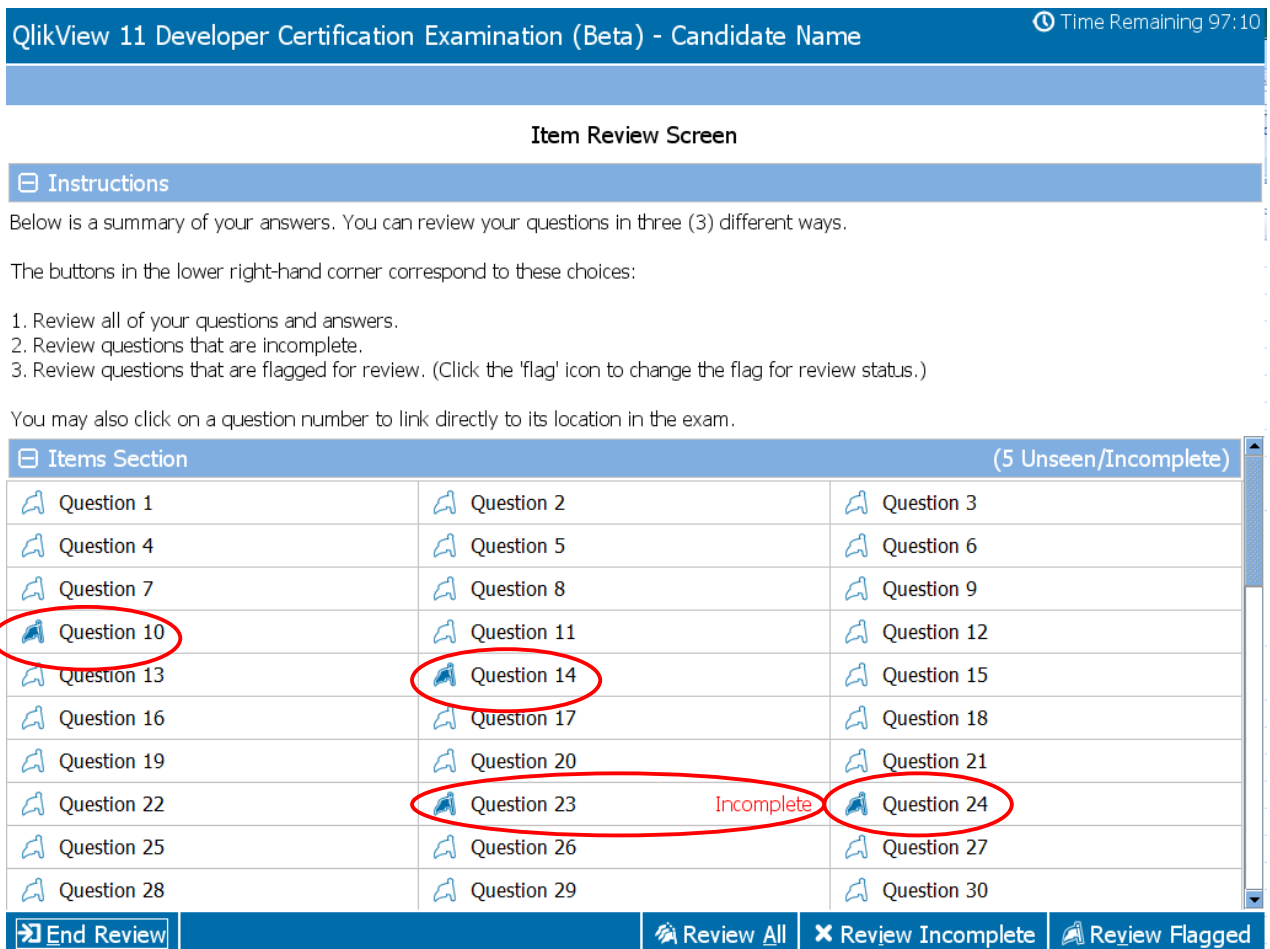 QlikView 11 Developer Certification Examination (Beta) - Candidate Name
Time Remaining 97:10
Item Review Screen
Instructions
Below is a summary of your answers. You can review your questions in three (3) different ways.
The buttons in the lower right-hand corner correspond to these choices:
1. Review all of your questions and answers.
2. Review questions that are incomplete.
3. Review questions that are flagged for review. (Click the 'flag' icon to change the flag for review status.)
You may also click on a question number to link directly to its location in the exam.
Items Section (5 Unseen/Incomplete)
Question 1 Question 2 Question 3
Question 4 Question 5 Question 6
Question 7 Question 8 Question 9
Question 10 Question 11 Question 12
Question 13 Question 14 Question 15
Question 16 Question 17 Question 18
Question 19 Question 20 Question 21
Question 22 Question 23 Incomplete Question 24
Question 25 Question 26 Question 27
Question 28 Question 29 Question 30
End Review Review All Review Incomplete Review Flagged